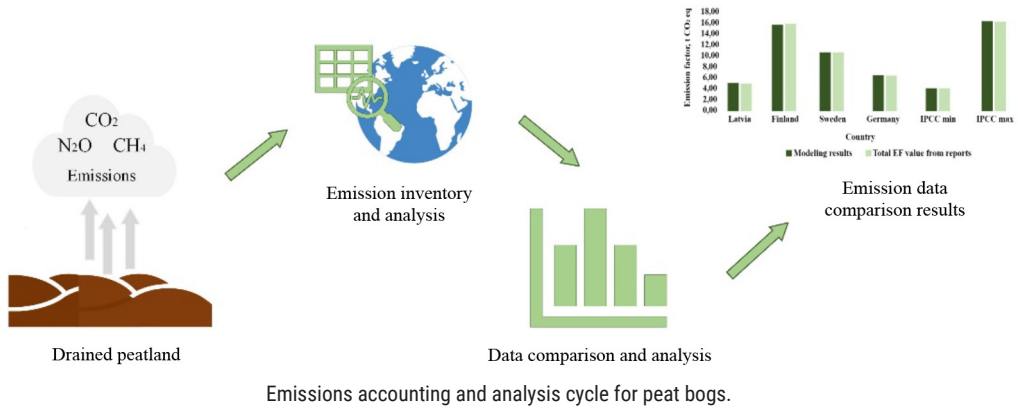 CO₂
N₂O CH₄
Emissions
Drained peatland
Emission inventory
and analysis
Data comparison and analysis
Emission factor, t CO₂ eq
18,00
16,00
14,00
12,00
10,00
8,00
6,00
4,00
2,00
0,00
Latvia Finland Sweden Germany IPCC min IPCC max
Country
Modeling results Total EF value from reports
Emission data
comparison results
Emissions accounting and analysis cycle for peat bogs.